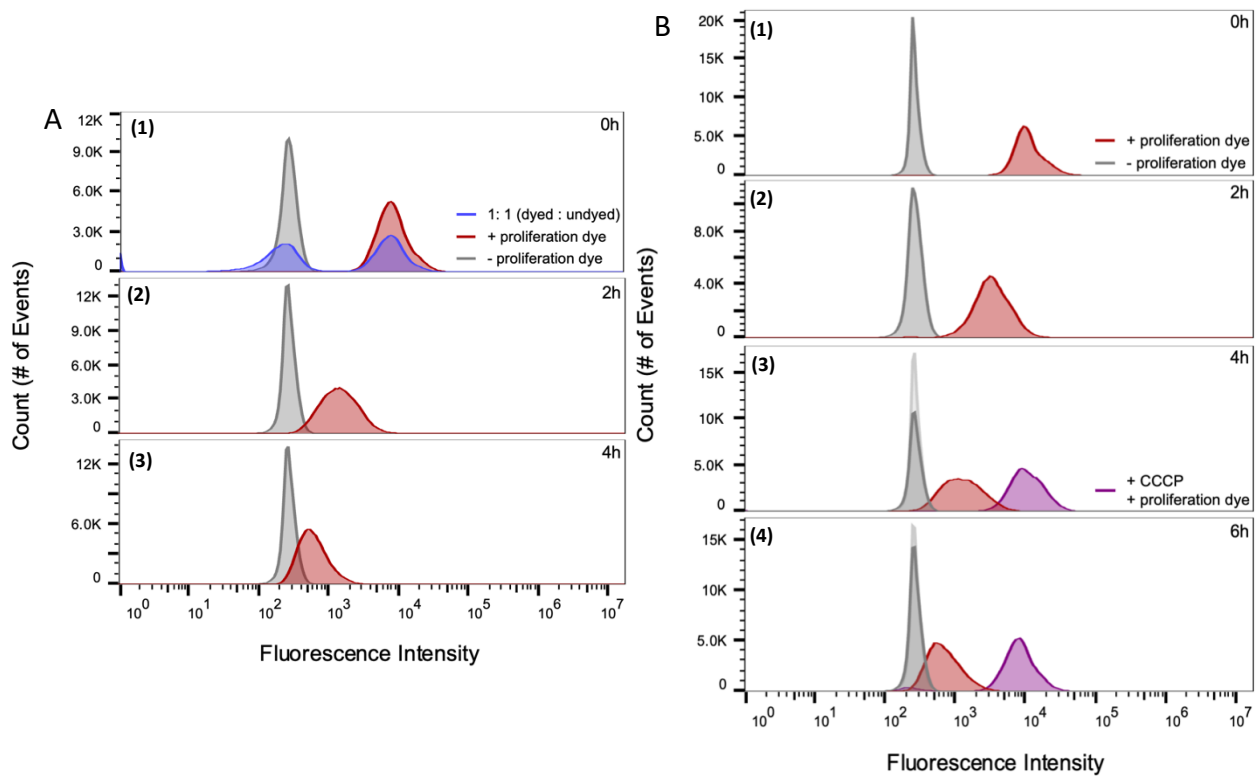 A
Count (# of Events)
(1)
0h
12K
9.0K
6.0K
3.0K
0
1: 1 (dyed : undyed)
+ proliferation dye
- proliferation dye
(2)
2h
12K
9.0K
6.0K
3.0K
0
(3)
4h
12K
6.0K
0
10^0 10^1 10^2 10^3 10^4 10^5 10^6 10^7
Fluorescence Intensity
B
Count (# of Events)
(1)
0h
20K
15K
10K
5.0K
0
+ proliferation dye
- proliferation dye
(2)
2h
8.0K
4.0K
0
(3)
4h
15K
10K
5.0K
0
+ CCCP
+ proliferation dye
(4)
6h
15K
10K
5.0K
0
10^0 10^1 10^2 10^3 10^4 10^5 10^6 10^7
Fluorescence Intensity